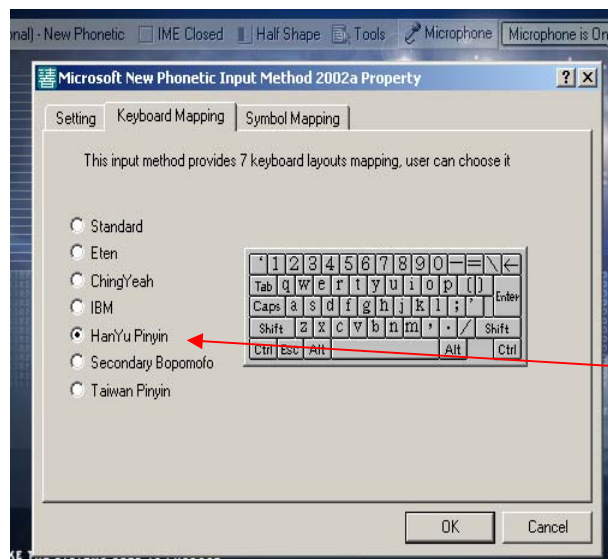 onal) - New Phonetic IME Closed Half Shape Tools Microphone Microphone is On
Microsoft New Phonetic Input Method 2002a Property ? X
Setting Keyboard Mapping Symbol Mapping
This input method provides 7 keyboard layouts mapping, user can choose it
Standard
Eten
ChingYeah
IBM
HanYu Pinyin
Secondary Bopomofo
Taiwan Pinyin
` 1 2 3 4 5 6 7 8 9 0 - = \ ←
Tab q w e r t y u i o p [ ]
Caps a s d f g h j k l ; ' Enter
Shift z x c v b n m , . / Shift
Ctrl Esc Alt Alt Ctrl
OK Cancel